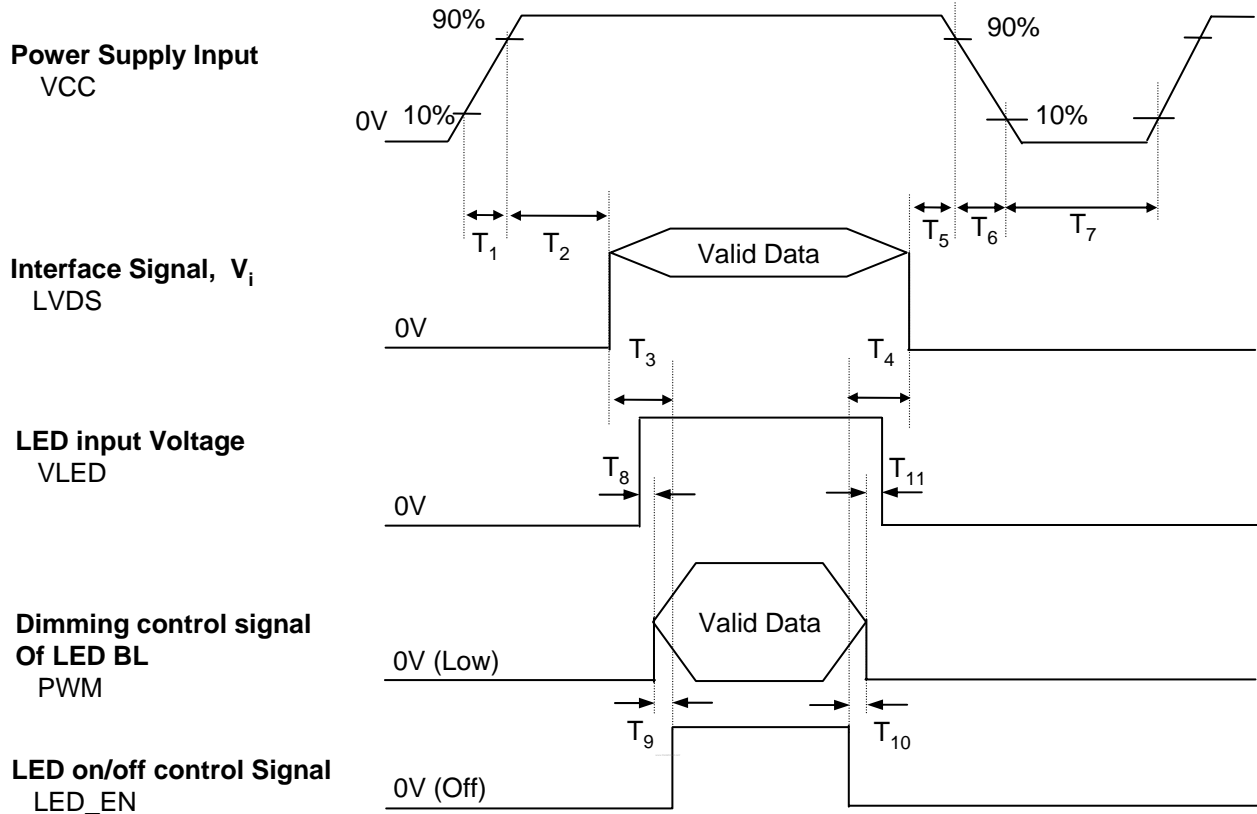 90%
90%
Power Supply Input
VCC
0V
10%
10%
T1
T2
T5
T6
T7
Valid Data
Interface Signal, Vi
LVDS
0V
T3
T4
LED input Voltage
VLED
T8
T11
0V
Dimming control signal
Of LED BL
PWM
Valid Data
0V (Low)
T9
T10
LED on/off control Signal
LED_EN
0V (Off)